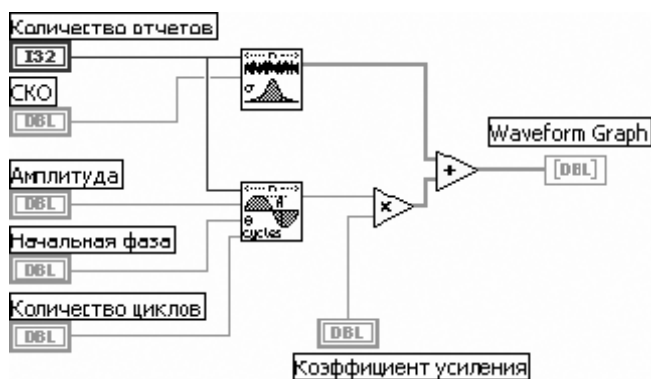 Количество отчетов
I32
СКО
DBL
σ
Waveform Graph
[DBL]
Амплитуда
DBL
Начальная фаза
DBL
cycles
Количество циклов
DBL
DBL
Коэффициент усиления